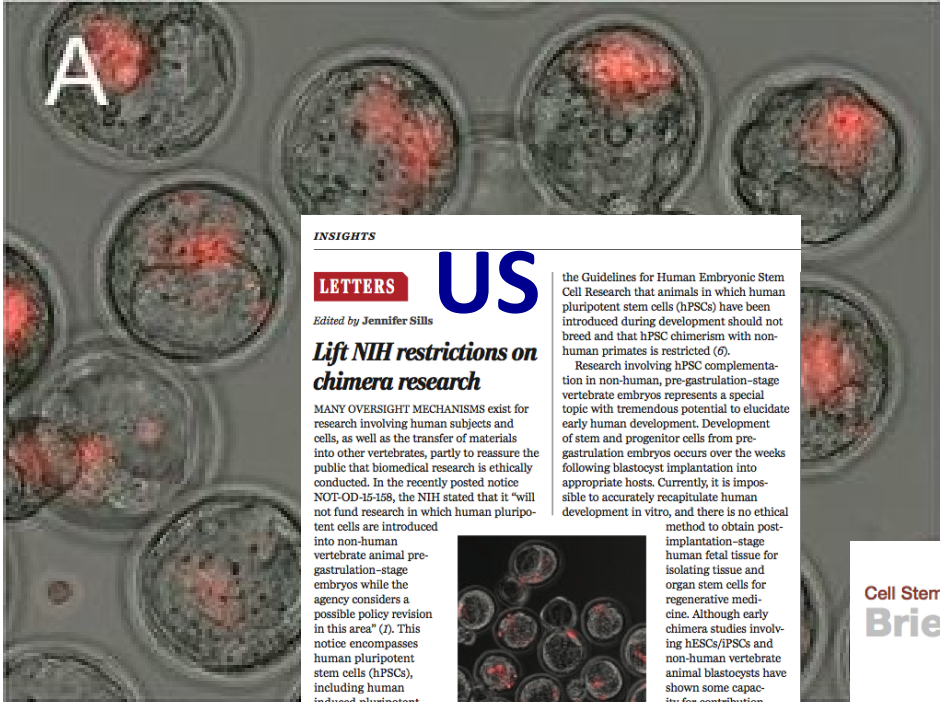 A
INSIGHTS
LETTERS
US
Edited by Jennifer Sills
Lift NIH restrictions on
chimera research
MANY OVERSIGHT MECHANISMS exist for
research involving human subjects and
cells, as well as the transfer of materials
into other vertebrates, partly to reassure the
public that biomedical research is ethically
conducted. In the recently posted notice
NOT-OD-15-158, the NIH stated that it “will
not fund research in which human pluripo-
tent cells are introduced
into non-human
vertebrate animal pre-
gastrulation–stage
embryos while the
agency considers a
possible policy revision
in this area” (1). This
notice encompasses
human pluripotent
stem cells (hPSCs),
including human
induced pluripotent
the Guidelines for Human Embryonic Stem
Cell Research that animals in which human
pluripotent stem cells (hPSCs) have been
introduced during development should not
breed and that hPSC chimerism with non-
human primates is restricted (6).
Research involving hPSC complementa-
tion in non-human, pre-gastrulation–stage
vertebrate embryos represents a special
topic with tremendous potential to elucidate
early human development. Development
of stem and progenitor cells from pre-
gastrulation embryos occurs over the weeks
following blastocyst implantation into
appropriate hosts. Currently, it is impos-
sible to accurately recapitulate human
development in vitro, and there is no ethical
method to obtain post-
implantation–stage
human fetal tissue for
isolating tissue and
organ stem cells for
regenerative medi-
cine. Although early
chimera studies involv-
ing hESCs/iPSCs and
non-human vertebrate
animal blastocysts have
shown some capac-
ity for contribution
Cell Stem
Brie